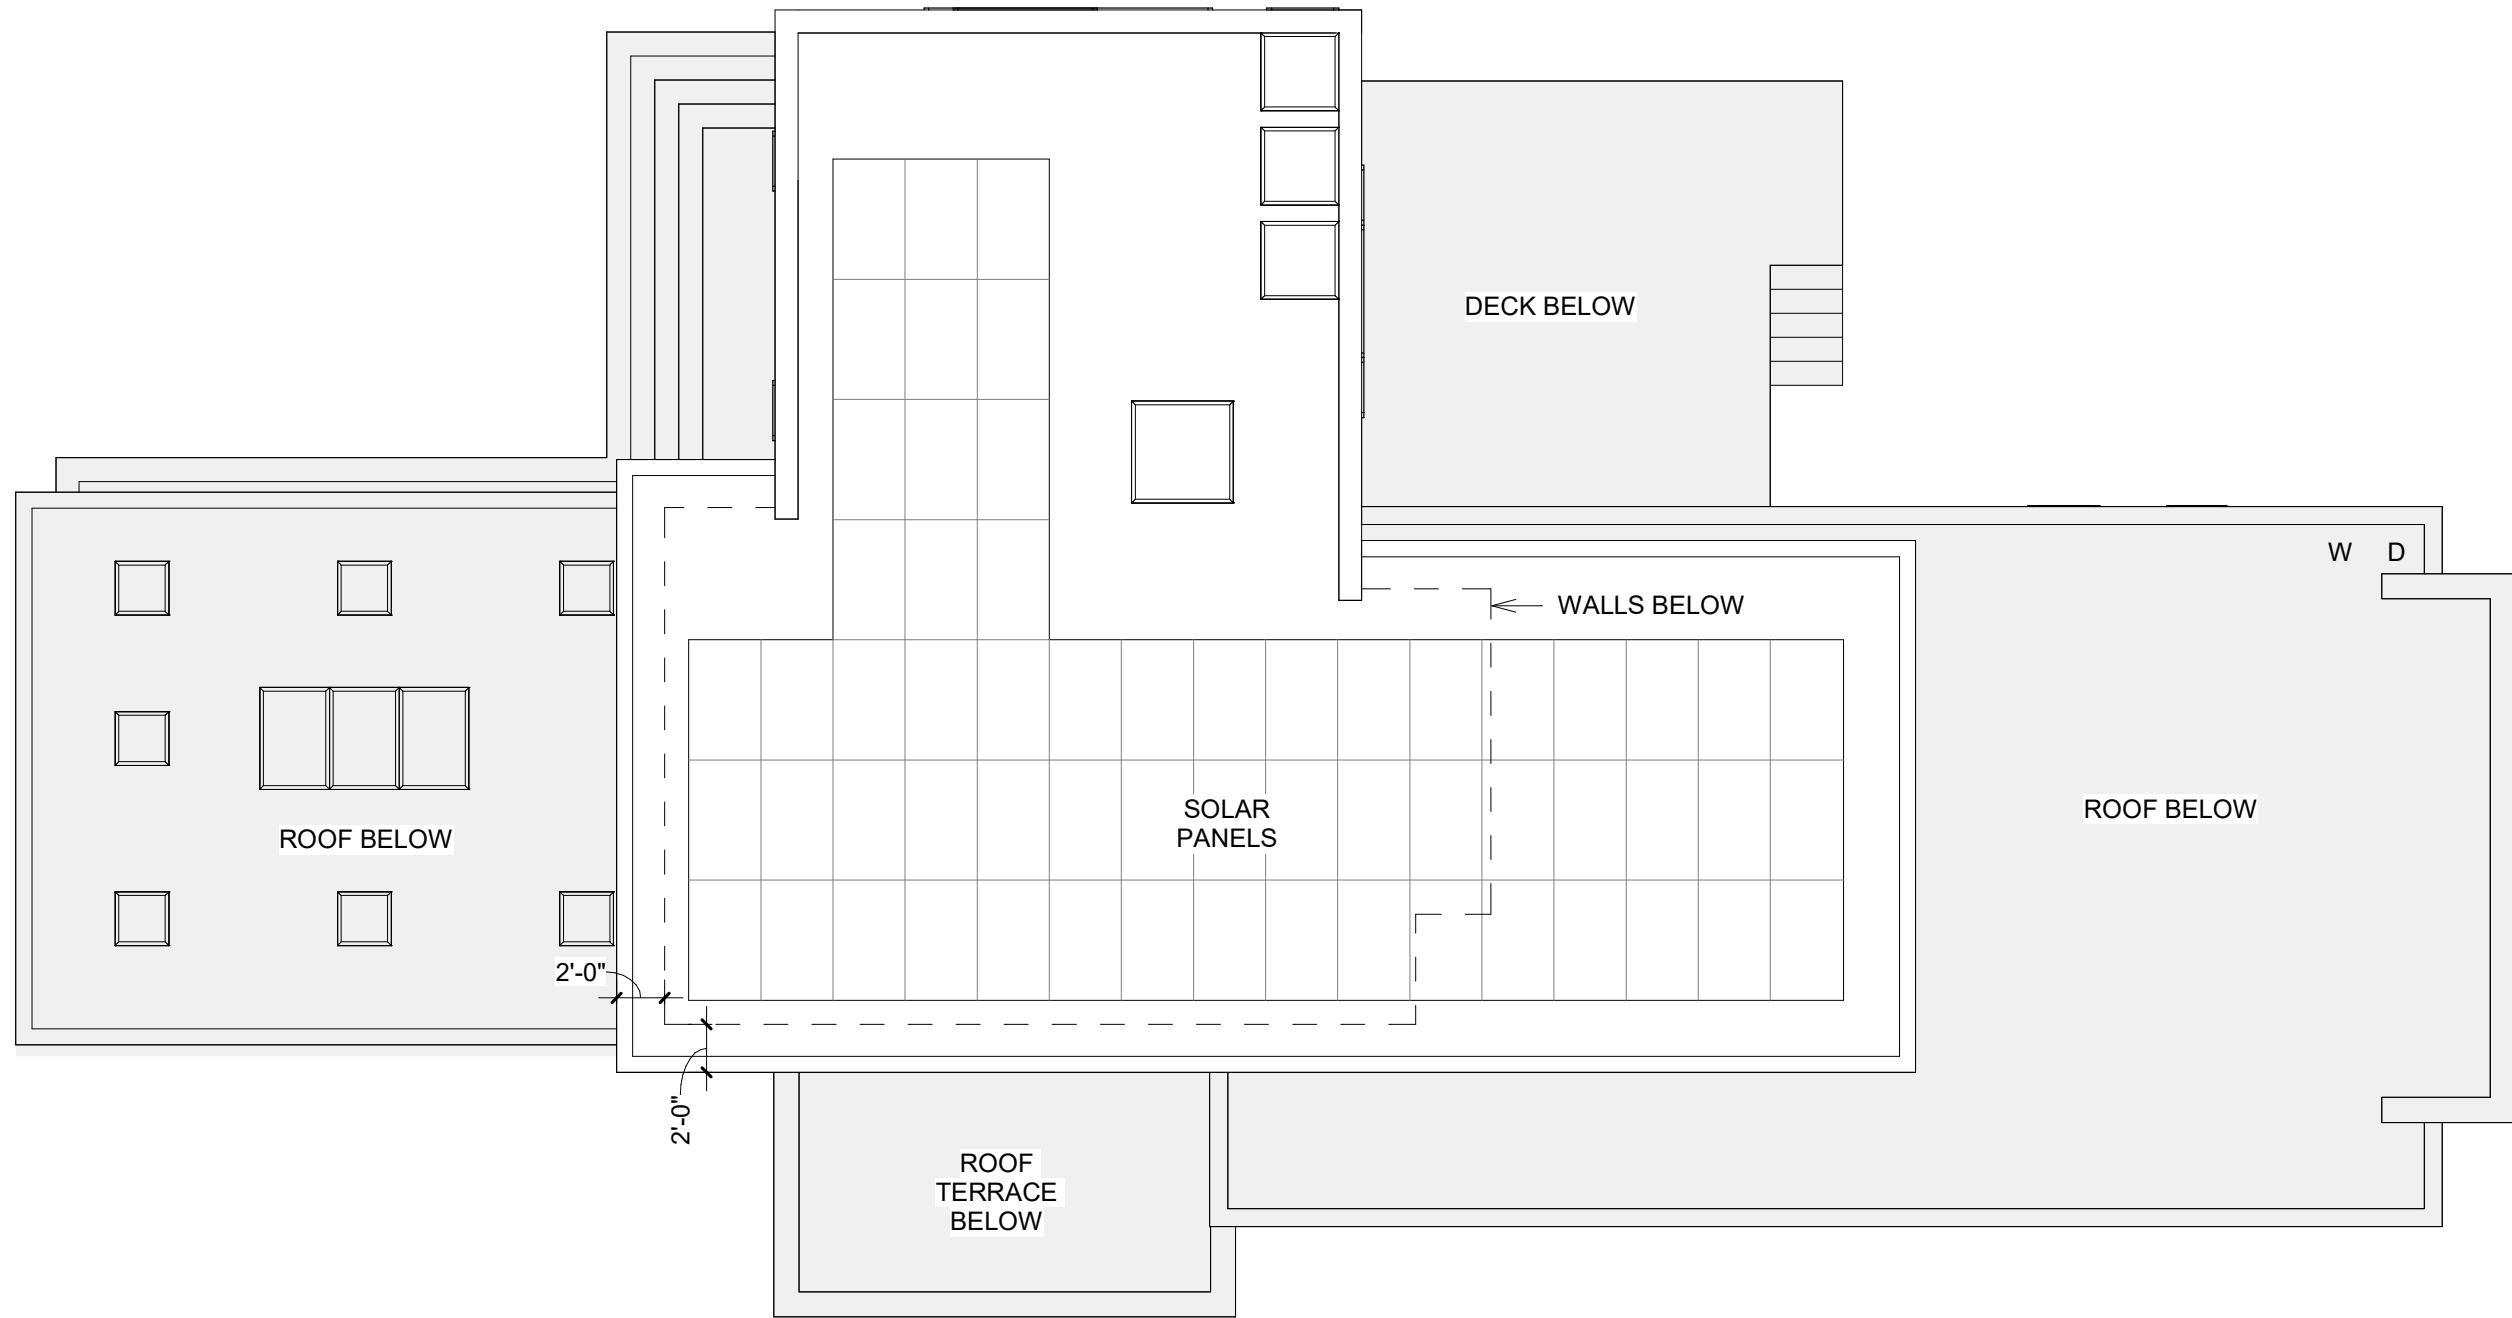 DECK BELOW
W D
WALLS BELOW
SOLAR
PANELS
ROOF BELOW
ROOF BELOW
2'-0"
2'-0"
ROOF
TERRACE
BELOW